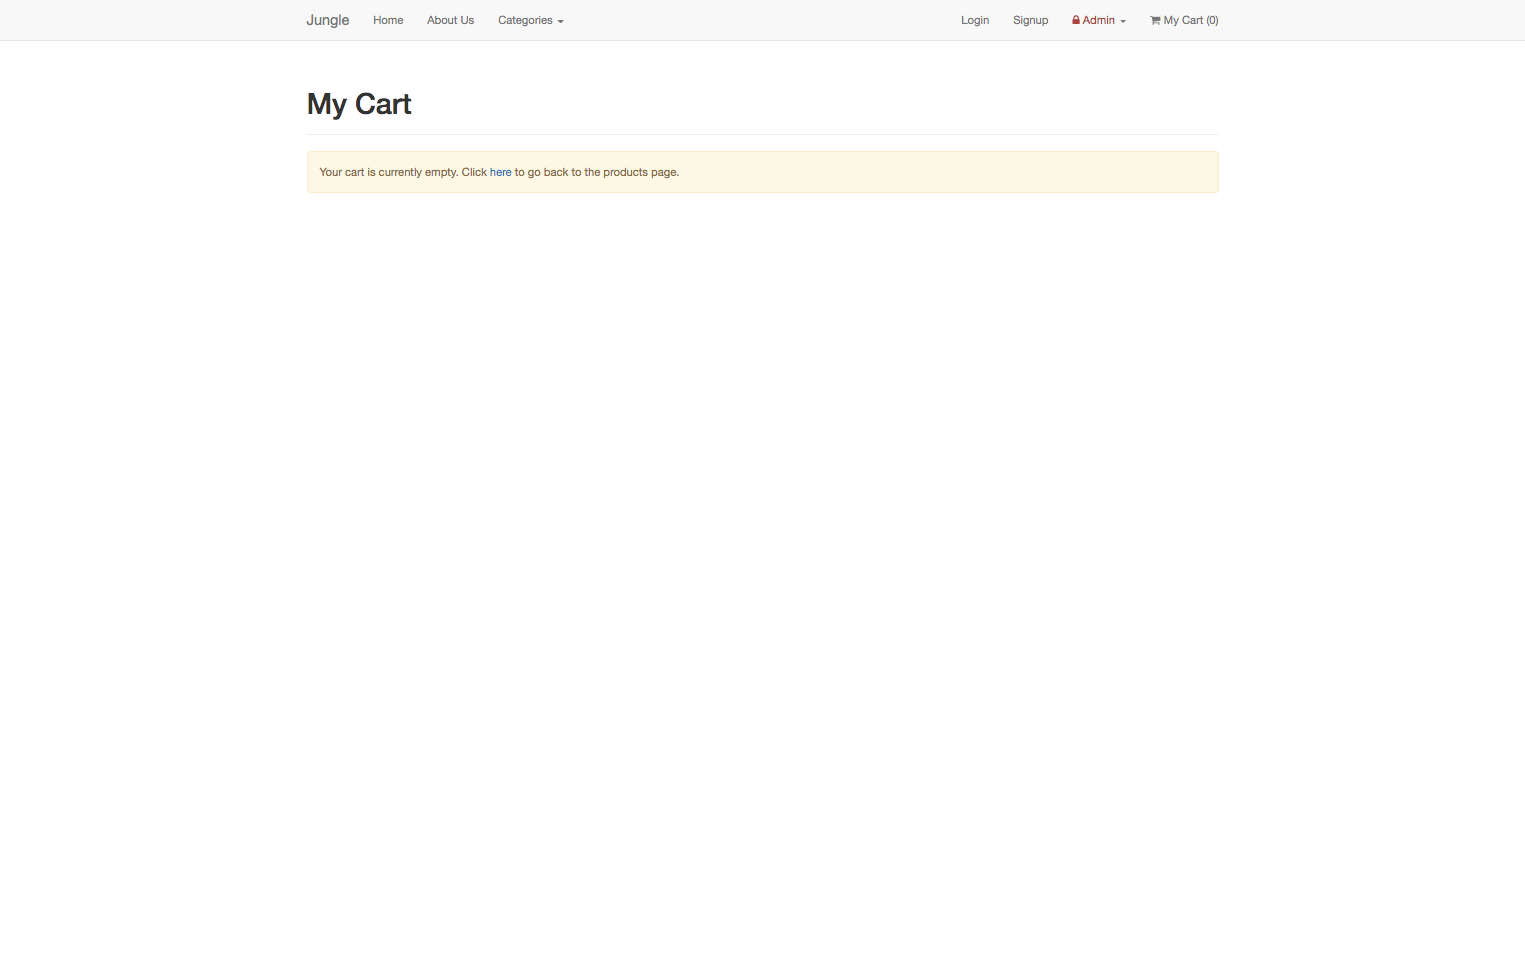 Jungle Home About Us Categories Login Signup Admin My Cart (0)
My Cart
Your cart is currently empty. Click here to go back to the products page.